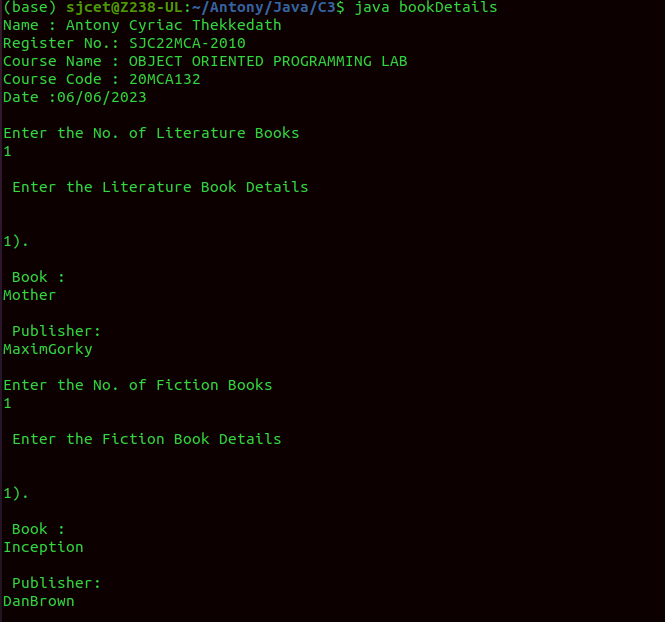 (base) sjcet@Z238-UL:~/Antony/Java/C3$ java bookDetails
Name : Antony Cyriac Thekkedath
Register No.: SJC22MCA-2010
Course Name : OBJECT ORIENTED PROGRAMMING LAB
Course Code : 20MCA132
Date :06/06/2023
Enter the No. of Literature Books
1
Enter the Literature Book Details
1).
Book :
Mother
Publisher:
MaximGorky
Enter the No. of Fiction Books
1
Enter the Fiction Book Details
1).
Book :
Inception
Publisher:
DanBrown